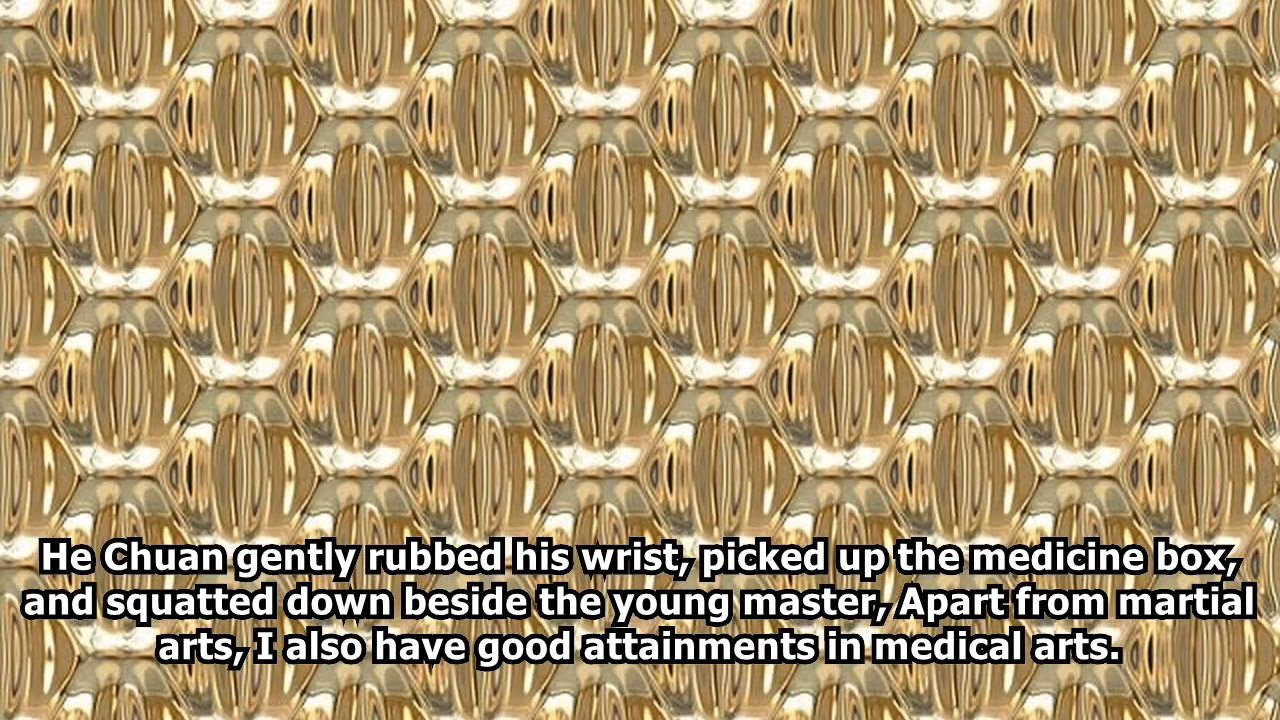 He Chuan gently rubbed his wrist, picked up the medicine box,
and squatted down beside the young master, Apart from martial
arts, I also have good attainments in medical arts.